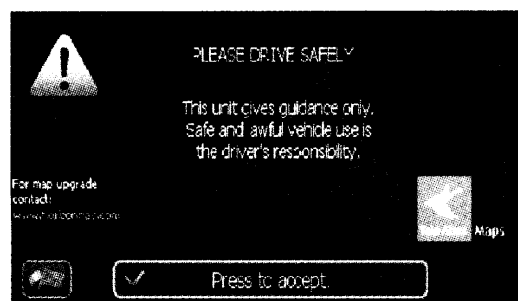 PLEASE DRIVE SAFELY
This unit gives guidance only.
Safe and awful vehicle use is
the driver's responsibility.
For map upgrade
contact:
Maps
Press to accept.